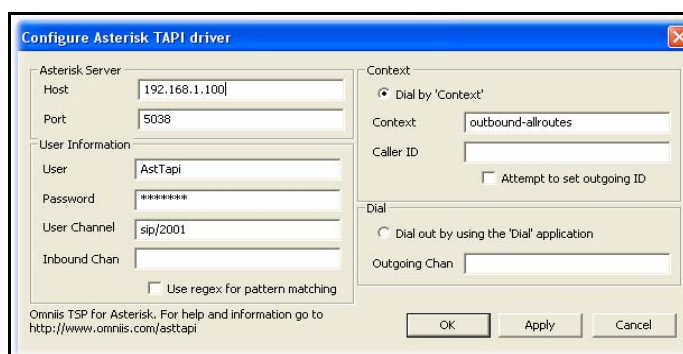 Configure Asterisk TAPI driver
Asterisk Server
Host 192.168.1.100
Port 5038
User Information
User AstTapi
Password *******
User Channel sip/2001
Inbound Chan
Use regex for pattern matching
Omniis TSP for Asterisk. For help and information go to
http://www.omniis.com/asttapi
Context
Dial by 'Context'
Context outbound-allroutes
Caller ID
Attempt to set outgoing ID
Dial
Dial out by using the 'Dial' application
Outgoing Chan
OK Apply Cancel